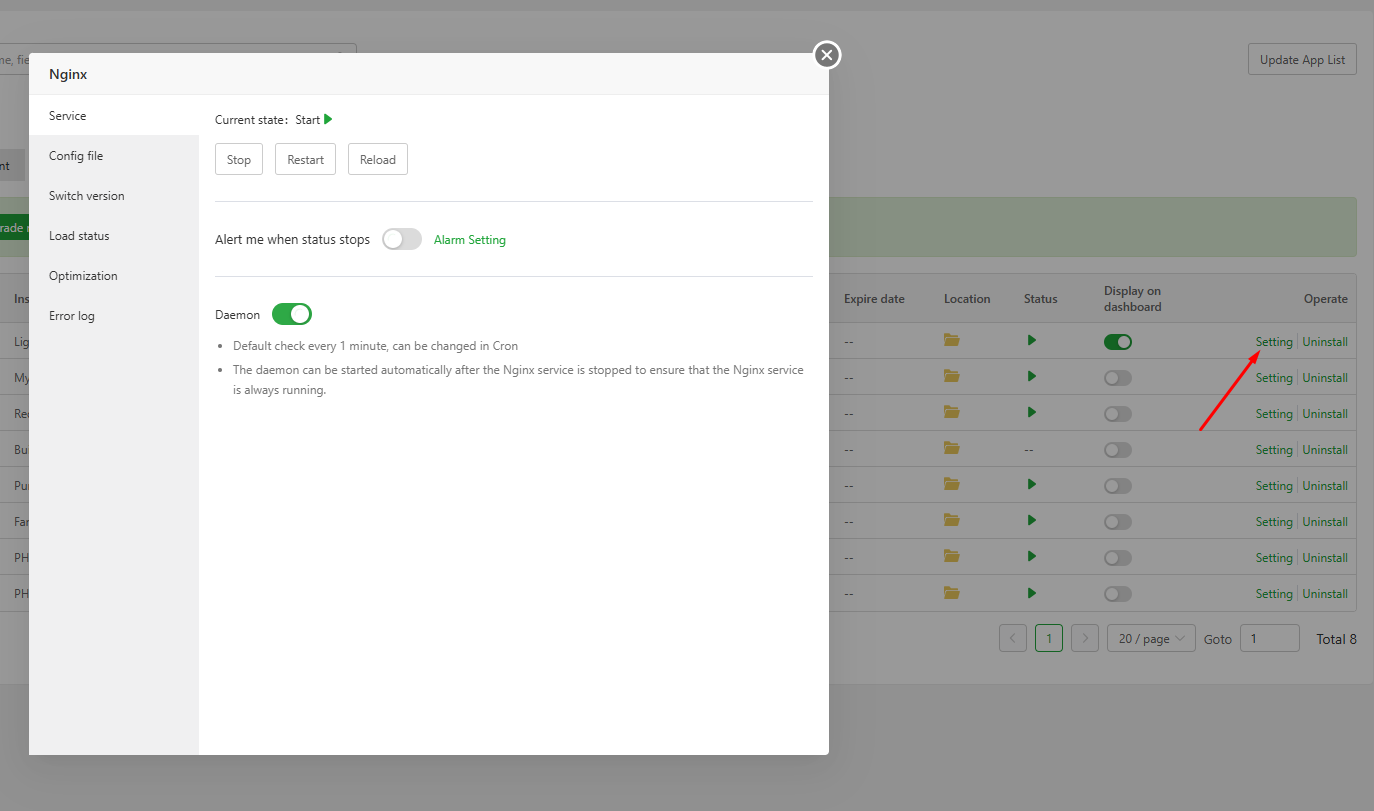 me, fie
Update App List
Nginx
Service
Config file
Switch version
Load status
Optimization
Error log
Current state： Start
Stop
Restart
Reload
Alert me when status stops
Alarm Setting
Daemon
Default check every 1 minute, can be changed in Cron
The daemon can be started automatically after the Nginx service is stopped to ensure that the Nginx service
is always running.
nt
rade
Ins
Expire date
Location
Status
Display on
dashboard
Operate
Lig
--
Setting
Uninstall
My
--
Setting
Uninstall
Red
--
Setting
Uninstall
Bu
--
--
Setting
Uninstall
Pur
--
Setting
Uninstall
Fan
--
Setting
Uninstall
PH
--
Setting
Uninstall
PH
--
Setting
Uninstall
1
20 / page
Goto
1
Total 8